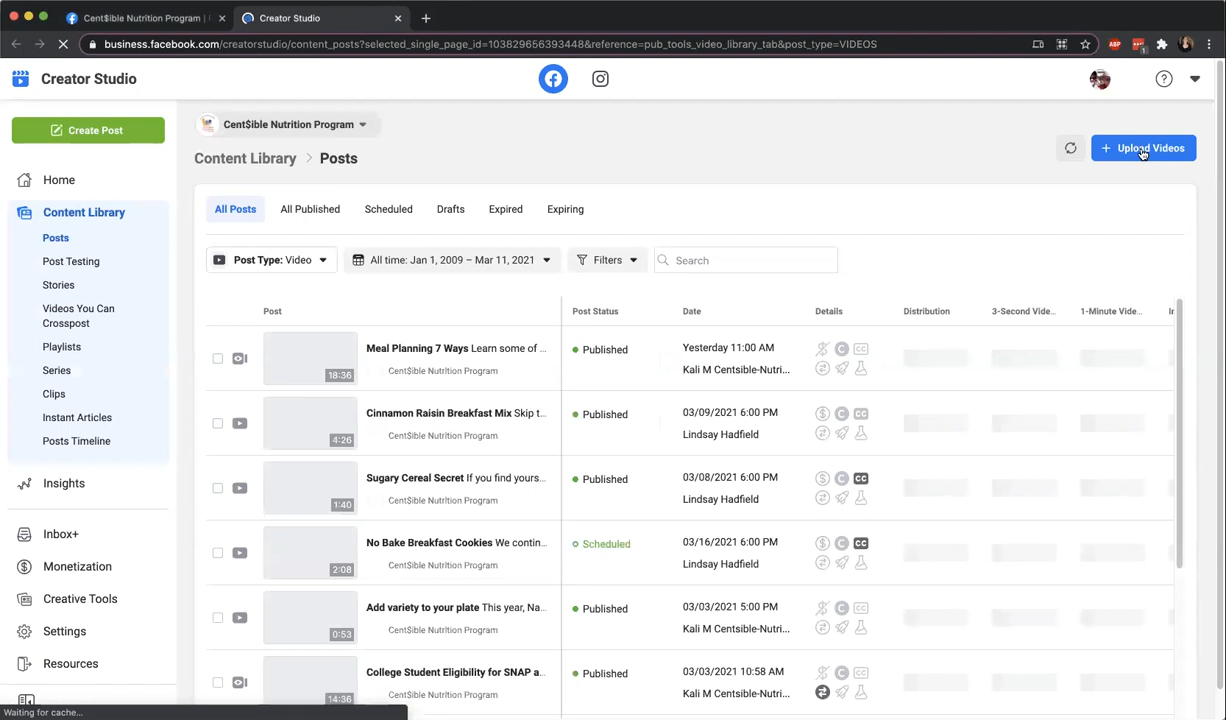 Cent$ible Nutrition Program |
Creator Studio
business.facebook.com/creatorstudio/content_posts?selected_single_page_id=103829656393448&reference=pub_tools_video_library_tab&post_type=VIDEOS
ABP
1
Creator Studio
Create Post
Home
Content Library
Posts
Post Testing
Stories
Videos You Can
Crosspost
Playlists
Series
Clips
Instant Articles
Posts Timeline
Insights
Inbox+
Monetization
Creative Tools
Settings
Resources
Waiting for cache...
Cent$ible Nutrition Program
Content Library > Posts
+ Upload Videos
All Posts All Published Scheduled Drafts Expired Expiring
Post Type: Video All time: Jan 1, 2009 – Mar 11, 2021 Filters Search
Post Post Status Date Details Distribution 3-Second Vide... 1-Minute Vide...
18:36 Meal Planning 7 Ways Learn some of ... Published Yesterday 11:00 AM
Cent$ible Nutrition Program Kali M Centsible-Nutri...
4:26 Cinnamon Raisin Breakfast Mix Skip t... Published 03/09/2021 6:00 PM
Cent$ible Nutrition Program Lindsay Hadfield
1:40 Sugary Cereal Secret If you find yours... Published 03/08/2021 6:00 PM
Cent$ible Nutrition Program Lindsay Hadfield
2:08 No Bake Breakfast Cookies We contin... Scheduled 03/16/2021 6:00 PM
Cent$ible Nutrition Program Lindsay Hadfield
0:53 Add variety to your plate This year, Na... Published 03/03/2021 5:00 PM
Cent$ible Nutrition Program Kali M Centsible-Nutri...
14:36 College Student Eligibility for SNAP a... Published 03/03/2021 10:58 AM
Cent$ible Nutrition Program Kali M Centsible-Nutri...